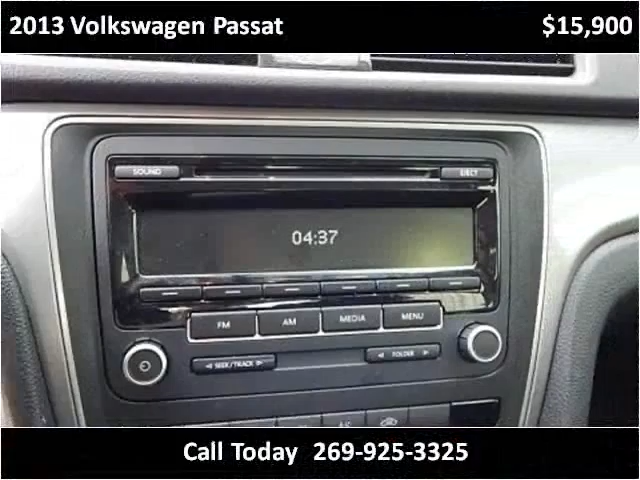 2013 Volkswagen Passat $15,900
SOUND EJECT
04:37
FM AM MEDIA MENU
SEEK/TRACK FOLDER
A/C
Call Today 269-925-3325